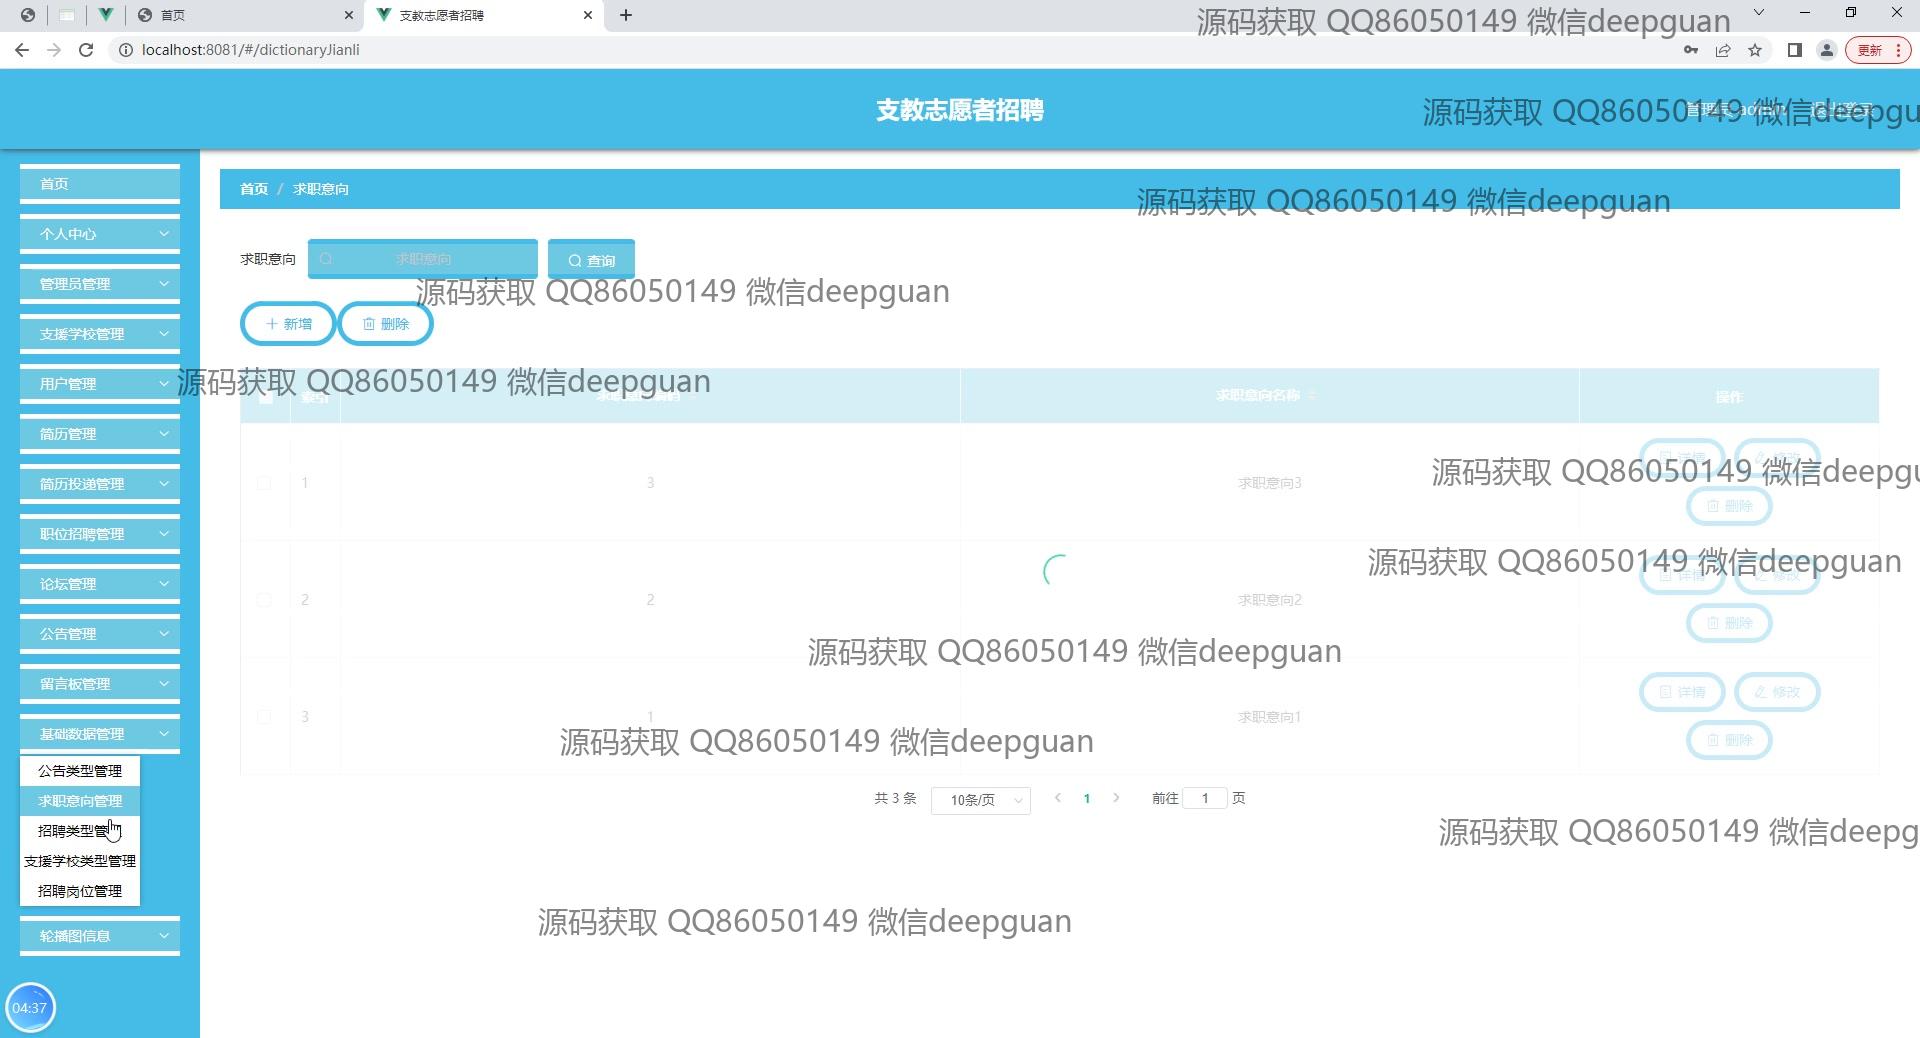 首页
支教志愿者招聘
源码获取 QQ86050149 微信deepguan
localhost:8081/#/dictionaryJianli
更新
支教志愿者招聘
源码获取 QQ86050149 微信deepgu
首页 / 求职意向
源码获取 QQ86050149 微信deepguan
求职意向
求职意向
查询
源码获取 QQ86050149 微信deepguan
新增
删除
源码获取 QQ86050149 微信deepguan
索引
求职意向名称
操作
1
3
求职意向3
详情
修改
删除
源码获取 QQ86050149 微信deepgu
2
2
求职意向2
详情
修改
删除
源码获取 QQ86050149 微信deepguan
源码获取 QQ86050149 微信deepguan
3
1
求职意向1
详情
修改
删除
源码获取 QQ86050149 微信deepguan
共 3 条
10条/页
1
前往 1 页
源码获取 QQ86050149 微信deepg
源码获取 QQ86050149 微信deepguan
首页
个人中心
管理员管理
支援学校管理
用户管理
简历管理
简历投递管理
职位招聘管理
论坛管理
公告管理
留言板管理
基础数据管理
公告类型管理
求职意向管理
招聘类型管
支援学校类型管理
招聘岗位管理
轮播图信息
04:37